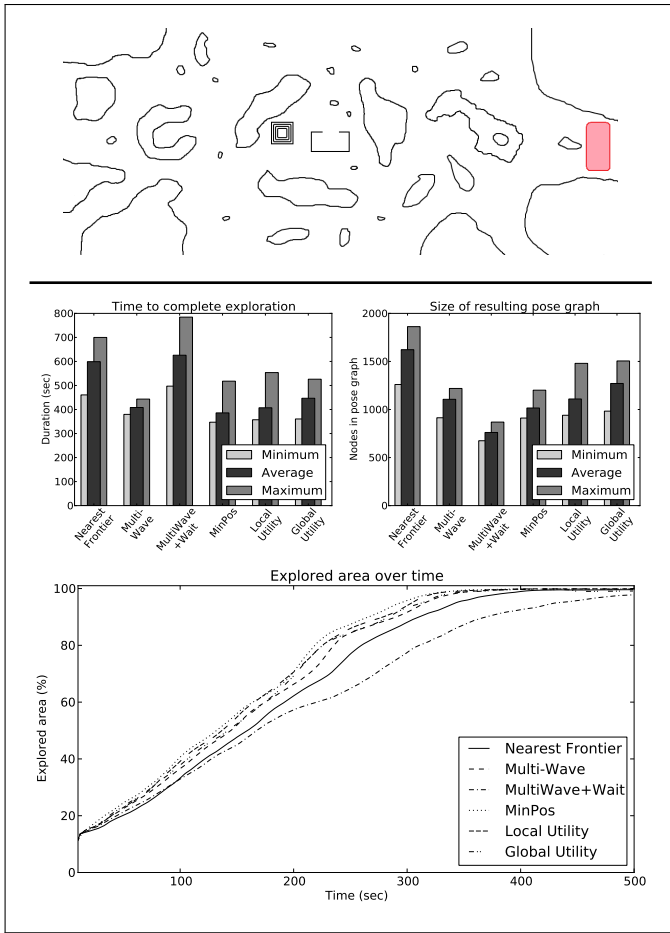 Time to complete exploration
Duration (sec)
800
700
600
500
400
300
200
100
0
Nearest
Frontier
Multi-
Wave
MultiWave
+Wait
MinPos
Local
Utility
Global
Utility
Minimum
Average
Maximum
Size of resulting pose graph
Nodes in pose graph
2000
1500
1000
500
0
Nearest
Frontier
Multi-
Wave
MultiWave
+Wait
MinPos
Local
Utility
Global
Utility
Minimum
Average
Maximum
Explored area over time
Explored area (%)
100
80
60
40
20
0
100 200 300 400 500
Time (sec)
Nearest Frontier
Multi-Wave
MultiWave+Wait
MinPos
Local Utility
Global Utility